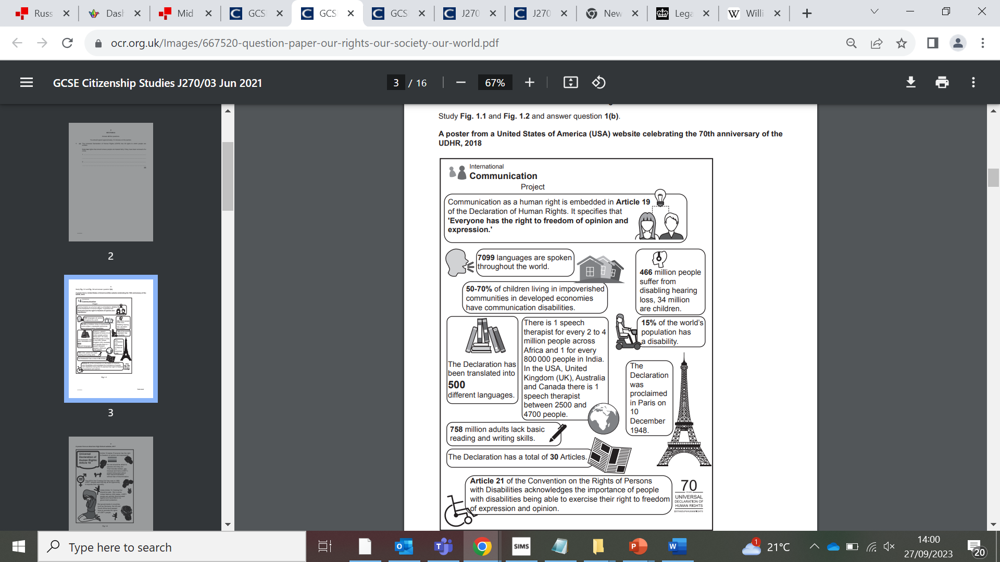 Russ
Dash
Mid
GCS
GCS
GCS
J270
J270
New
Lega
Willi
ocr.org.uk/Images/667520-question-paper-our-rights-our-society-our-world.pdf
GCSE Citizenship Studies J270/03 Jun 2021
3 / 16
67%
2
3
Study Fig. 1.1 and Fig. 1.2 and answer question 1(b).
A poster from a United States of America (USA) website celebrating the 70th anniversary of the
UDHR, 2018
International
Communication
Project
Communication as a human right is embedded in Article 19
of the Declaration of Human Rights. It specifies that
'Everyone has the right to freedom of opinion and
expression.'
7099 languages are spoken
throughout the world.
466 million people
suffer from
disabling hearing
loss, 34 million
are children.
50-70% of children living in impoverished
communities in developed economies
have communication disabilities.
The Declaration has
been translated into
500
different languages.
There is 1 speech
therapist for every 2 to 4
million people across
Africa and 1 for every
800 000 people in India.
In the USA, United
Kingdom (UK), Australia
and Canada there is 1
speech therapist
between 2500 and
4700 people.
15% of the world's
population has
a disability.
The
Declaration
was
proclaimed
in Paris on
10
December
1948.
758 million adults lack basic
reading and writing skills.
The Declaration has a total of 30 Articles.
Article 21 of the Convention on the Rights of Persons
with Disabilities acknowledges the importance of people
with disabilities being able to exercise their right to freedom
of expression and opinion.
70
YEARS
UNIVERSAL
DECLARATION OF
HUMAN RIGHTS
#STANDUP4HUMANRIGHTS
Universal
Declaration of
Human Rights:
Article 19
Type here to search
SIMS
1
21°C
14:00
27/09/2023
20